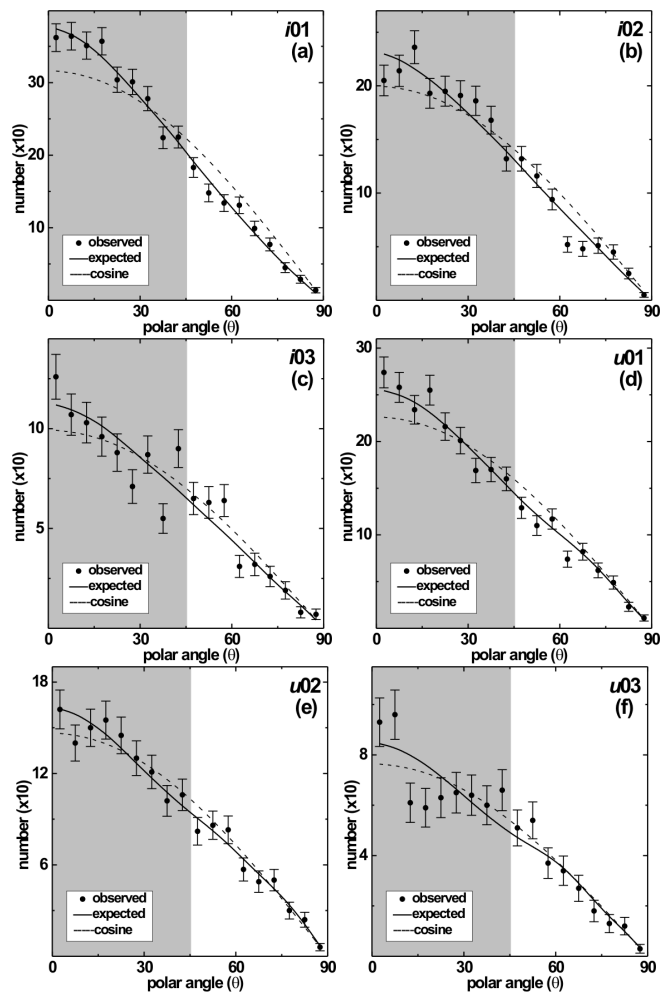 i01
(a)
30
20
10
number (x10)
observed
expected
cosine
0 30 60 90
polar angle (θ)
i02
(b)
20
10
number (x10)
observed
expected
cosine
0 30 60 90
polar angle (θ)
i03
(c)
10
5
number (x10)
observed
expected
cosine
0 30 60 90
polar angle (θ)
u01
(d)
30
20
10
number (x10)
observed
expected
cosine
0 30 60 90
polar angle (θ)
u02
(e)
18
12
6
number (x10)
observed
expected
cosine
0 30 60 90
polar angle (θ)
u03
(f)
8
4
number (x10)
observed
expected
cosine
0 30 60 90
polar angle (θ)